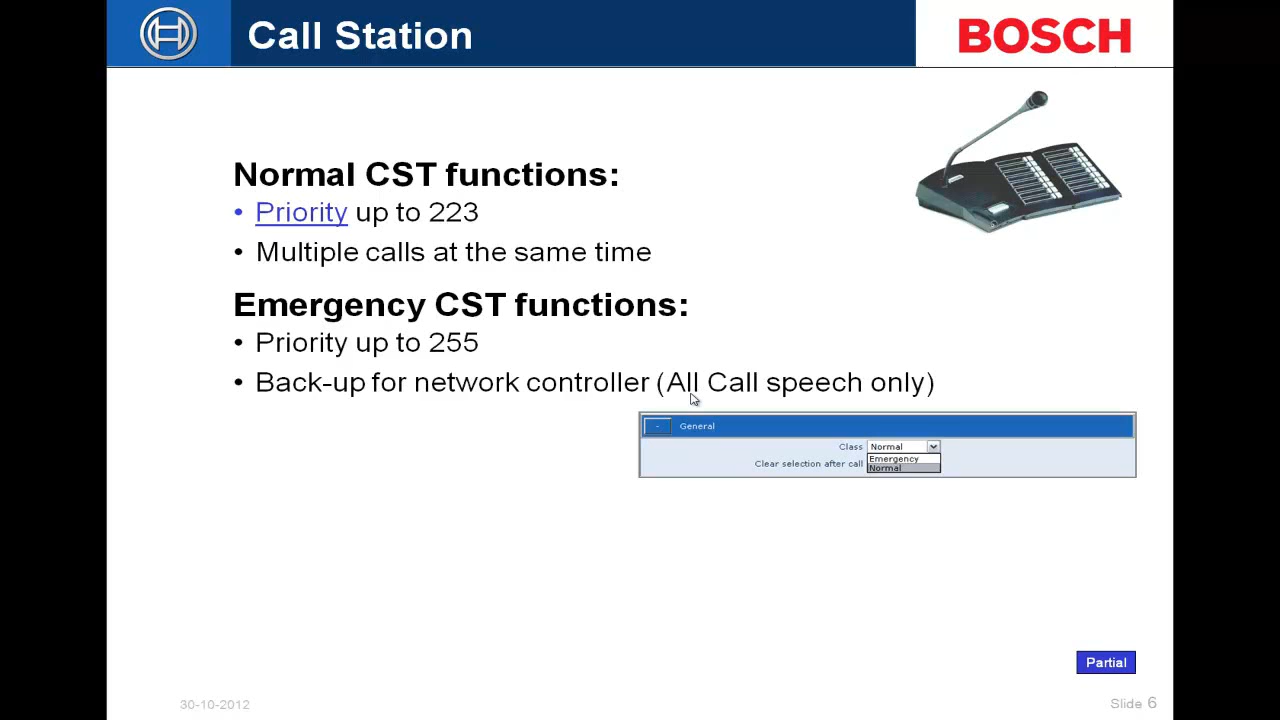 Call Station
BOSCH
Normal CST functions:
• Priority up to 223
• Multiple calls at the same time
Emergency CST functions:
• Priority up to 255
• Back-up for network controller (All Call speech only)
- General
Class Normal
Emergency
Clear selection after call Normal
Partial
30-10-2012
Slide 6